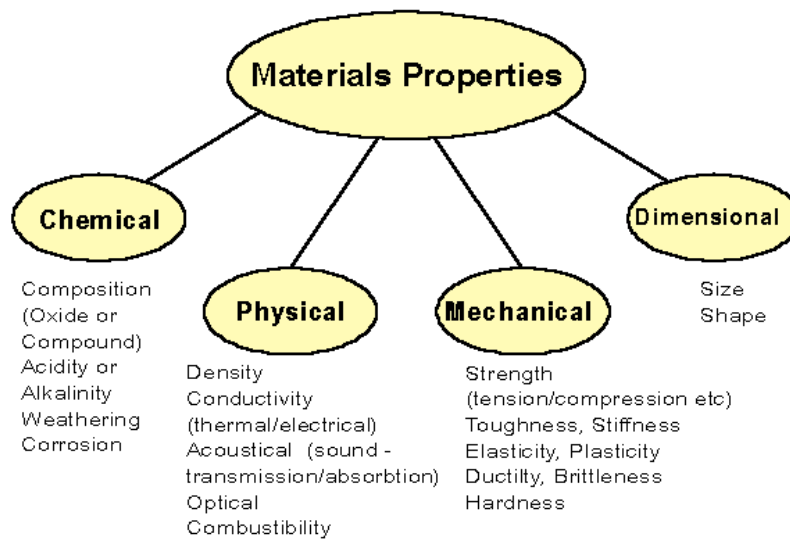 Materials Properties
Chemical
Composition
(Oxide or
Compound)
Acidity or
Alkalinity
Weathering
Corrosion
Physical
Density
Conductivity
(thermal/electrical)
Acoustical (sound -
transmission/absorbtion)
Optical
Combustibility
Mechanical
Strength
(tension/compression etc)
Toughness, Stiffness
Elasticity, Plasticity
Ductilty, Brittleness
Hardness
Dimensional
Size
Shape